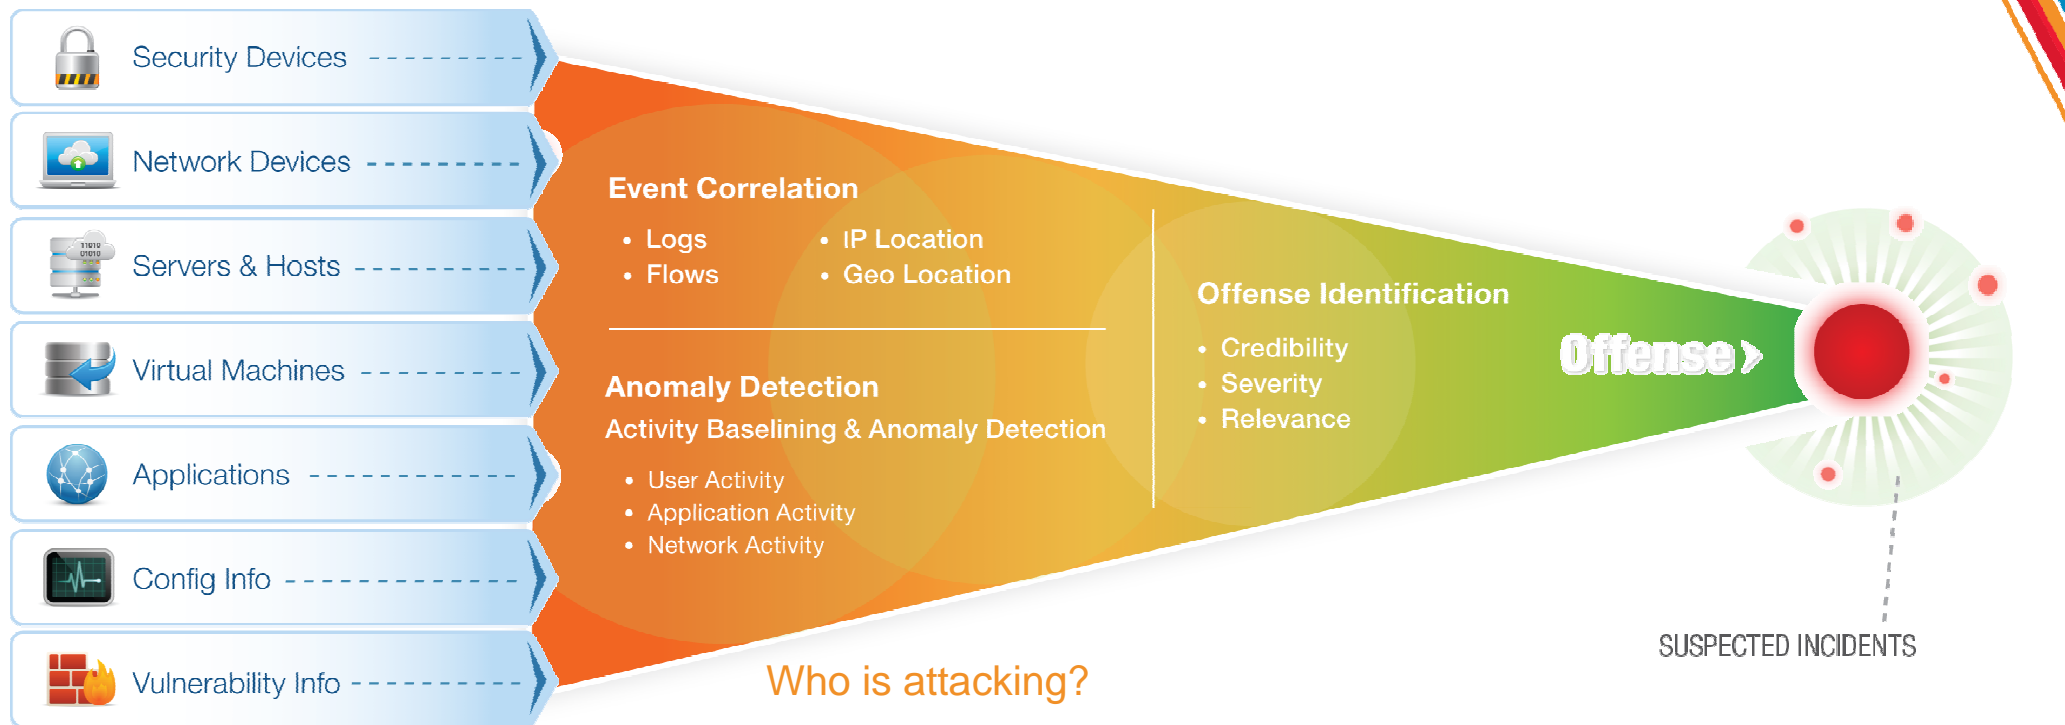 Security Devices
Network Devices
Servers & Hosts
11010
01010
Virtual Machines
Applications
Config Info
Vulnerability Info
Event Correlation
• Logs
• Flows
• IP Location
• Geo Location
Anomaly Detection
Activity Baselining & Anomaly Detection
• User Activity
• Application Activity
• Network Activity
Offense Identification
• Credibility
• Severity
• Relevance
Offense
Who is attacking?
SUSPECTED INCIDENTS